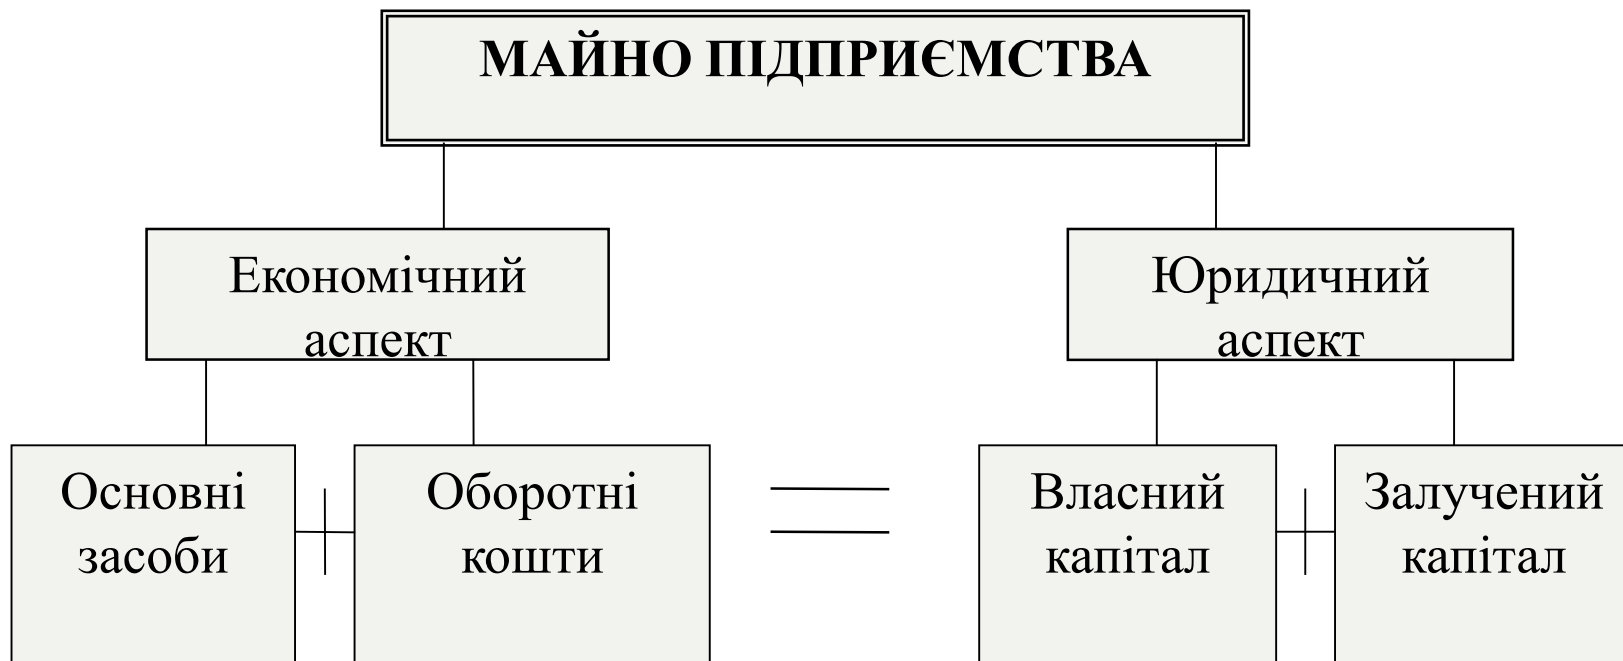 МАЙНО ПІДПРИЄМСТВА
Економічний
аспект
Юридичний
аспект
Основні
засоби
Оборотні
кошти
Власний
капітал
Залучений
капітал